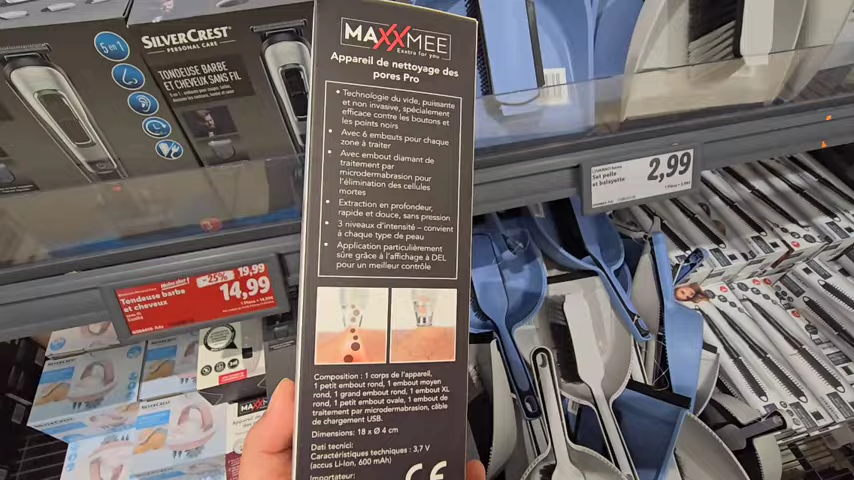 MAXXMEE
Exxtra for you
Appareil de nettoyage des
pores Pro
• Technologie du vide, puissante
et non invasive, spécialement
efficace contre les boutons et
les points noirs
• Avec 6 embouts pour chaque
zone à traiter
• Avec embout diamant de
traitement par
microdermabrasion pour
l'élimination des cellules
mortes
• Extraction en profondeur,
rapide et douce, sans pression
• 3 niveaux d'intensité – convient
à chaque type de peau
• Application particulièrement
sûre grâce à l'affichage à DEL
pour un meilleur contrôle
Composition : 1 corps de l'appareil,
1 petit embout rond, 1 embout moyen
rond, 1 grand embout rond, 1 embout XL
rond, 1 petit embout ovale, 1 embout de
traitement par microdermabrasion, câble
de chargement USB.
Dimensions: 18 x Ø 4 cm
Dati tecnici:
Caractéristiques techniques : 3,7 V
(accus Li-Ion, 600 mAh)
Importateur:
CE
5 en 1
SILVERCREST
PERSONAL CARE
TONDEUSE BARBE
ET CHEVEUX SANS FIL
-25% 19,99
14,99
Tondeuse barbe
et cheveux
2,99
Set pelle
et balayette
SILVERCREST
SILVERCREST
MAXX